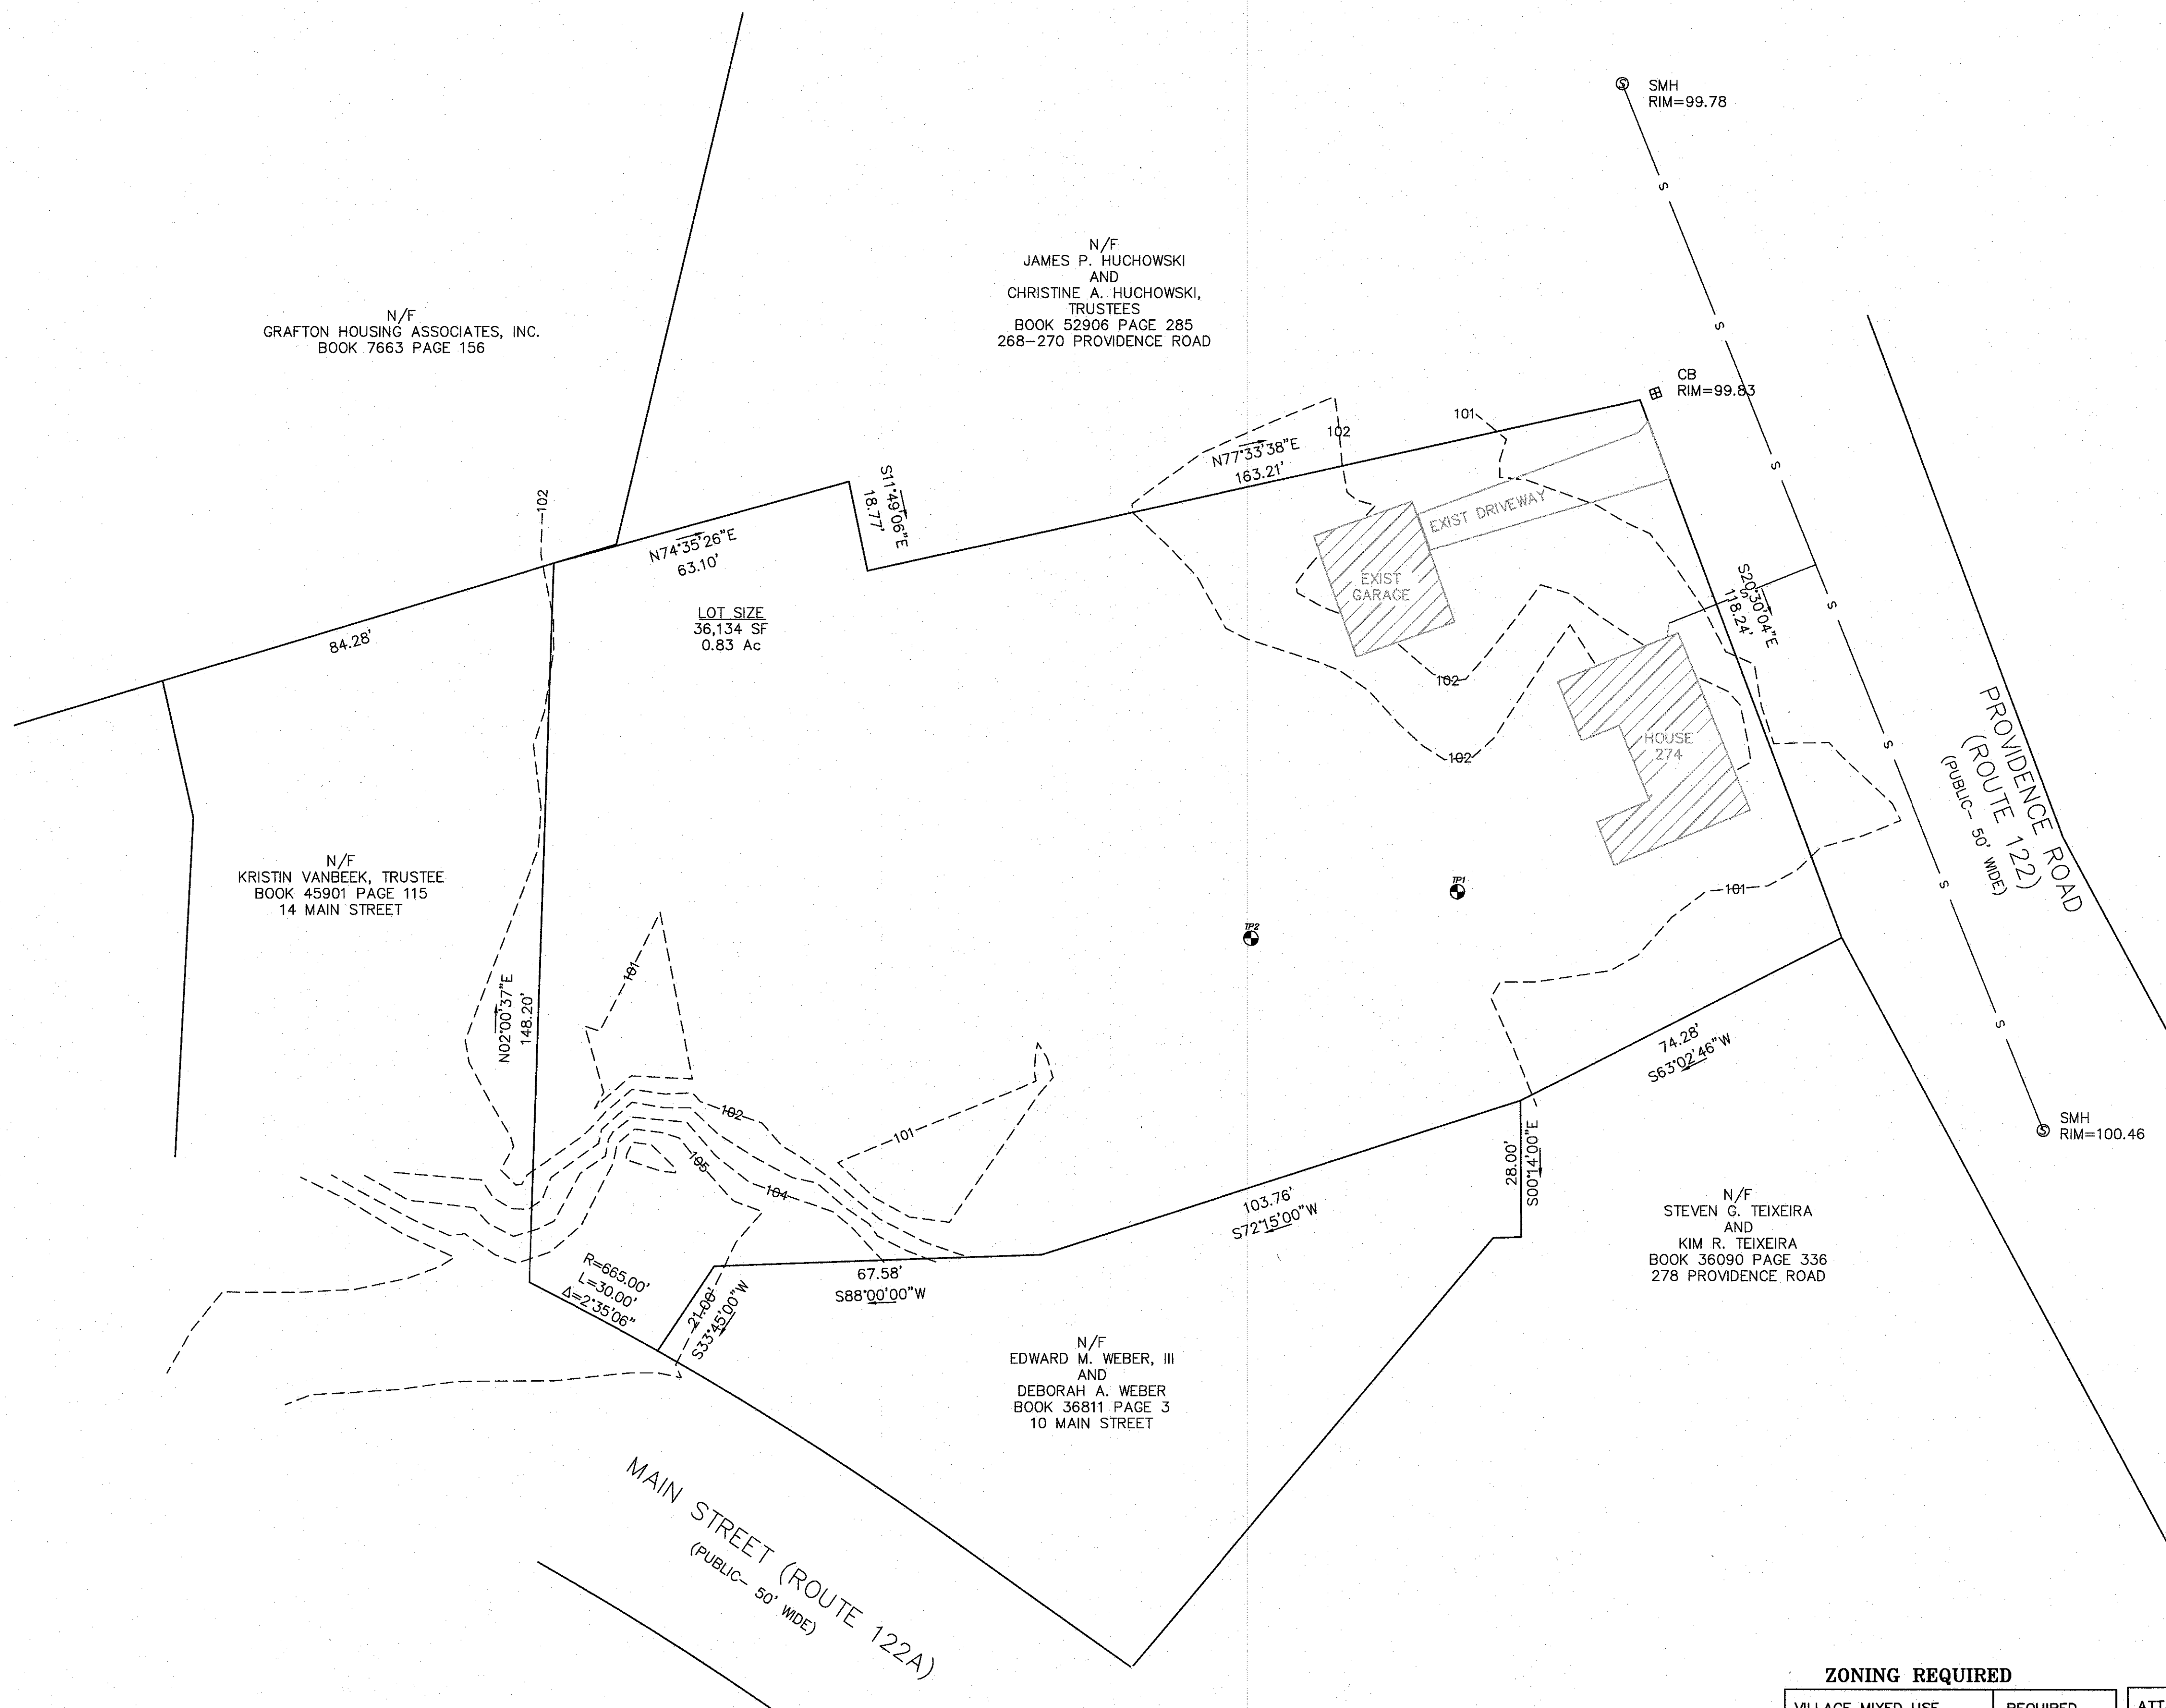 SMH
RIM=99.78
S
S
S
S
S
S
S
S
N/F
GRAFTON HOUSING ASSOCIATES, INC.
BOOK 7663 PAGE 156
N/F
JAMES P. HUCHOWSKI
AND
CHRISTINE A. HUCHOWSKI,
TRUSTEES
BOOK 52906 PAGE 285
268-270 PROVIDENCE ROAD
CB
RIM=99.83
101
102
N77°33'38"E
163.21'
S11°49'06"E
18.77'
102
N74°35'26"E
63.10'
84.28'
LOT SIZE
36,134 SF
0.83 Ac
EXIST DRIVEWAY
EXIST
GARAGE
S20°30'04"E
118.24'
S
102
102
HOUSE
274
PROVIDENCE ROAD
(ROUTE 122)
(PUBLIC- 50' WIDE)
N/F
KRISTIN VANBEEK, TRUSTEE
BOOK 45901 PAGE 115
14 MAIN STREET
TP1
TP2
101
101
N02°00'37"E
148.20'
74.28'
S63°02'46"W
102
101
105
104
28.00'
S00°14'00"E
SMH
RIM=100.46
103.76'
S72°15'00"W
N/F
STEVEN G. TEIXEIRA
AND
KIM R. TEIXEIRA
BOOK 36090 PAGE 336
278 PROVIDENCE ROAD
R=665.00'
L=30.00'
Δ=2°35'06"
21.00'
S33°45'00"W
67.58'
S88°00'00"W
N/F
EDWARD M. WEBER, III
AND
DEBORAH A. WEBER
BOOK 36811 PAGE 3
10 MAIN STREET
MAIN STREET (ROUTE 122A)
(PUBLIC- 50' WIDE)
ZONING REQUIRED
VILLAGE MIXED USE
REQUIRED